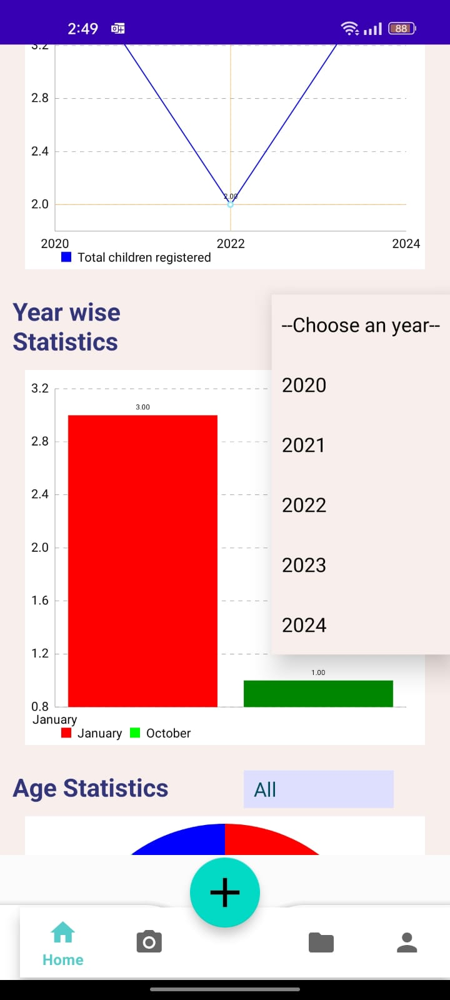 2:49
88
3.2
2.8
2.4
2.00
2.0
2020 2022 2024
Total children registered
Year wise
Statistics
--Choose an year--
2020
2021
2022
2023
2024
3.2
3.00
2.8
2.4
2.0
1.6
1.2
1.00
0.8
January
January October
Age Statistics
All
Home